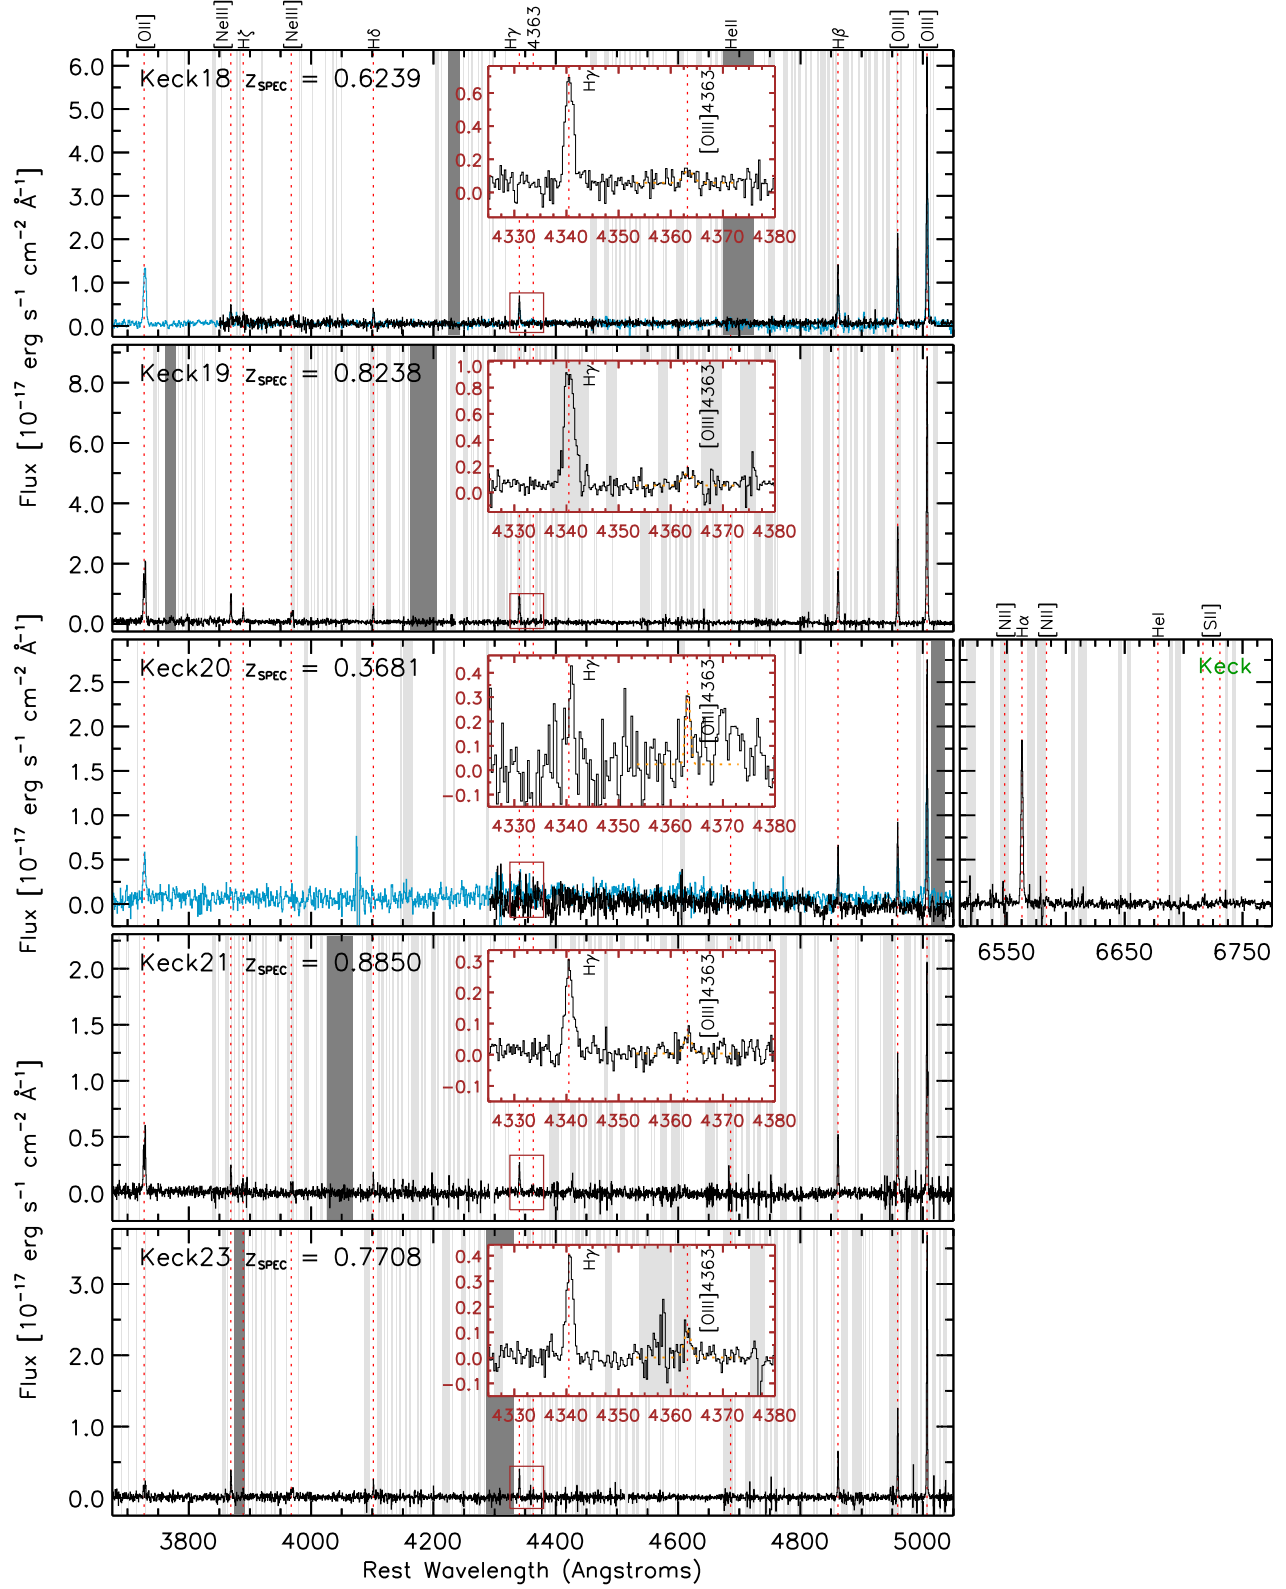 [OII] [NeIII] Hζ [NeIII] Hδ Hγ 4363 HeII Hβ [OIII] [OIII]
Keck18 zSPEC = 0.6239
6.0
5.0
4.0
3.0
2.0
1.0
0.0
Flux [10−17 erg s−1 cm−2 Å−1]
Hγ
[OIII]4363
0.6
0.4
0.2
0.0
4330 4340 4350 4360 4370 4380
Keck19 zSPEC = 0.8238
8.0
6.0
4.0
2.0
0.0
Hγ
[OIII]4363
1.0
0.8
0.6
0.4
0.2
0.0
4330 4340 4350 4360 4370 4380
Keck20 zSPEC = 0.3681
2.5
2.0
1.5
1.0
0.5
0.0
Flux [10−17 erg s−1 cm−2 Å−1]
Hγ
[OIII]4363
0.4
0.3
0.2
0.1
0.0
−0.1
4330 4340 4350 4360 4370 4380
[NII] Hα [NII] HeI [SII]
Keck
6550 6650 6750
Keck21 zSPEC = 0.8850
2.0
1.5
1.0
0.5
0.0
Flux [10−17 erg s−1 cm−2 Å−1]
Hγ
[OIII]4363
0.3
0.2
0.1
0.0
−0.1
4330 4340 4350 4360 4370 4380
Keck23 zSPEC = 0.7708
3.0
2.0
1.0
0.0
Hγ
[OIII]4363
0.4
0.3
0.2
0.1
0.0
−0.1
4330 4340 4350 4360 4370 4380
3800 4000 4200 4400 4600 4800 5000
Rest Wavelength (Angstroms)